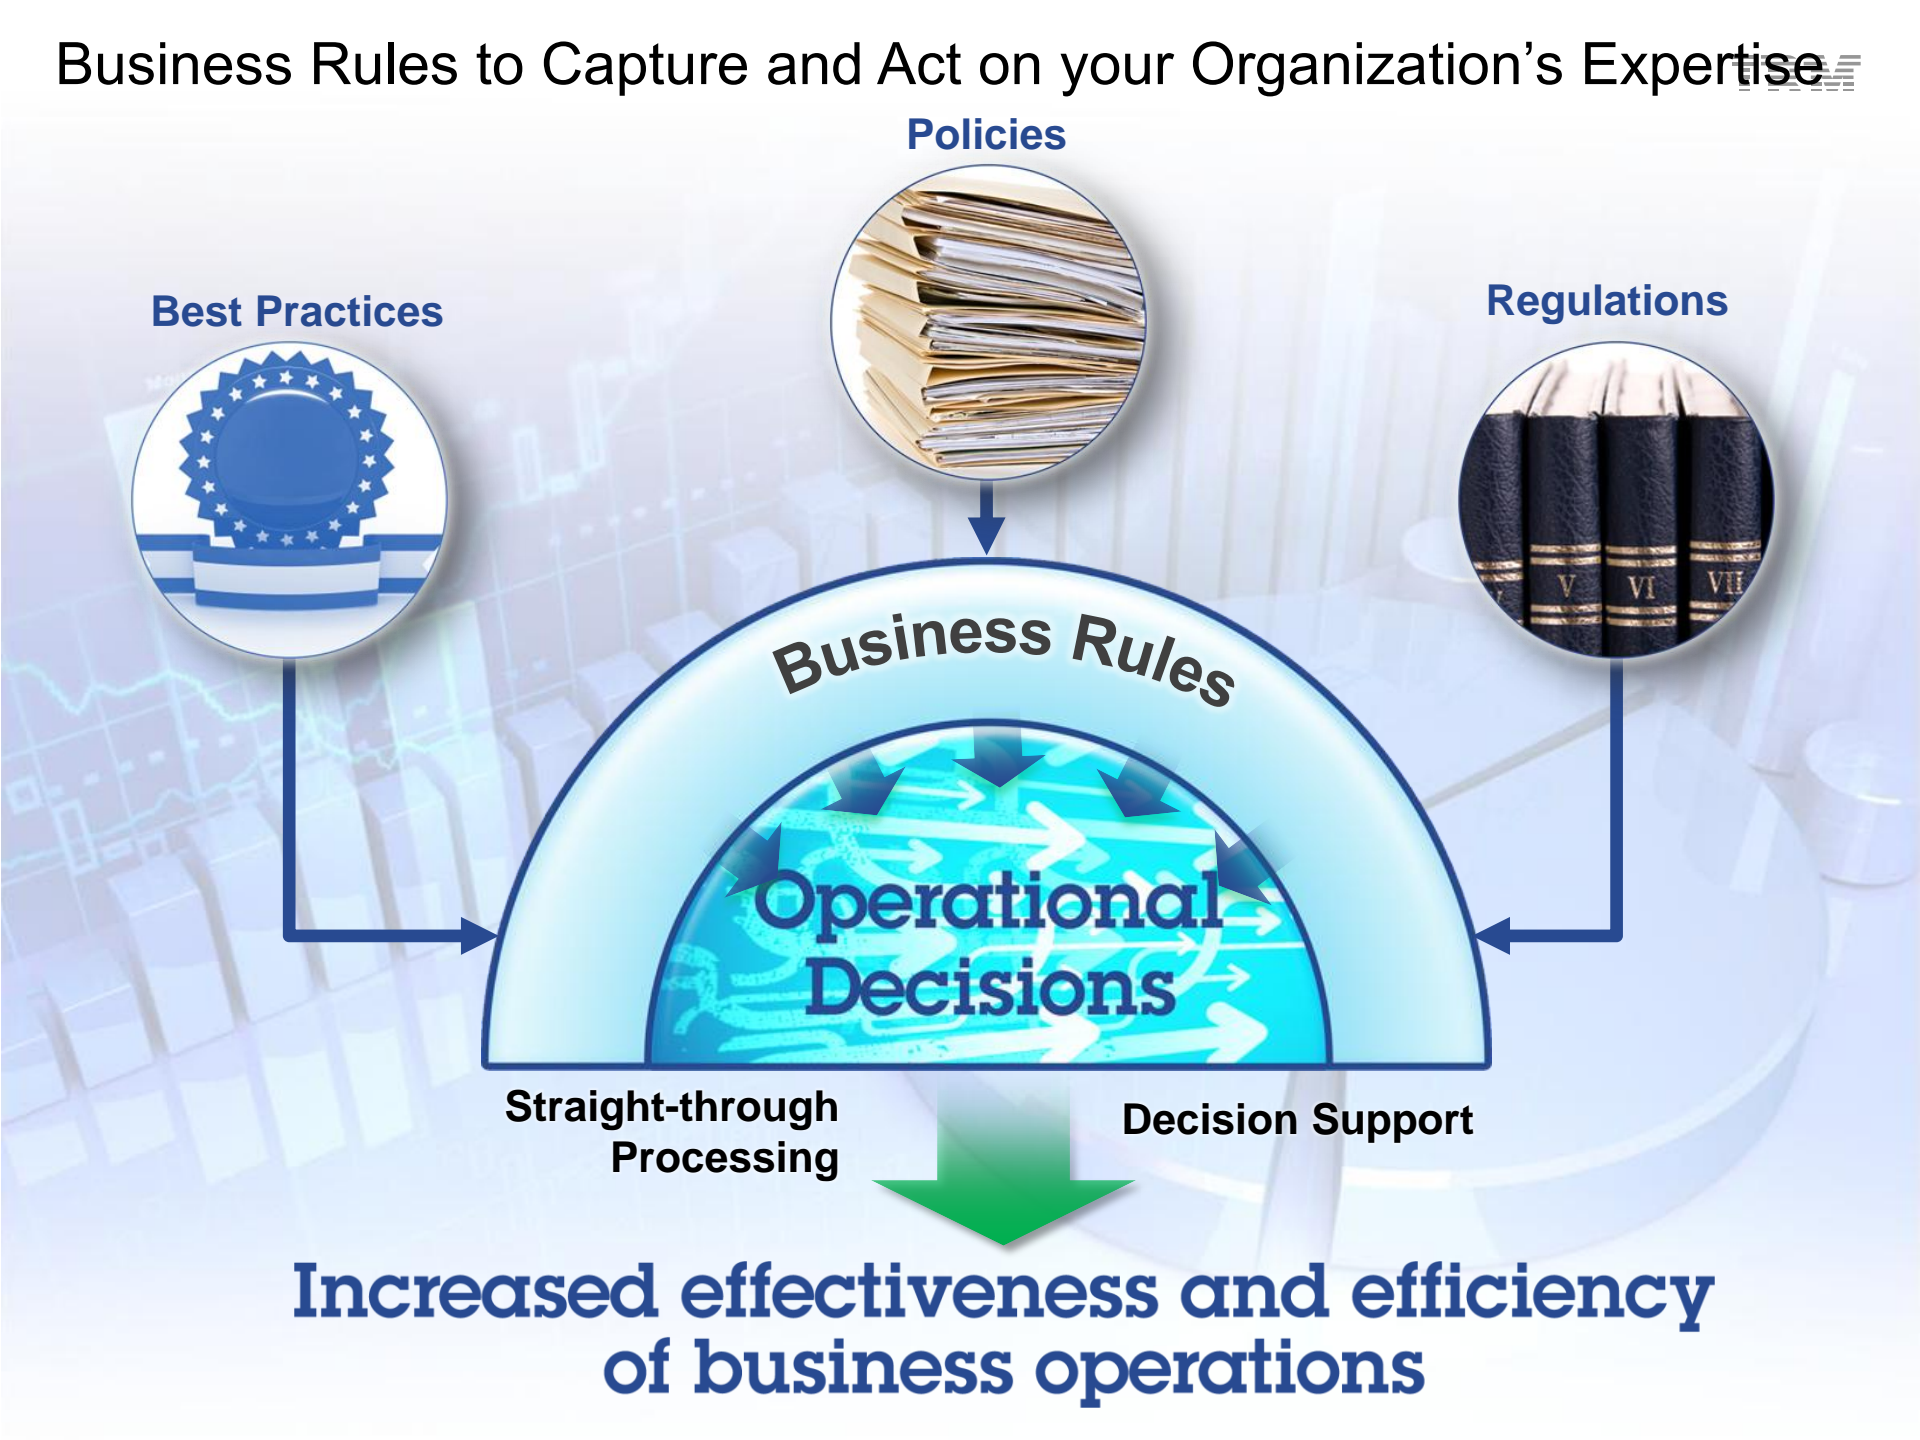 Business Rules to Capture and Act on your Organization’s Expertise
IBM
Policies
Best Practices
Regulations
V
VI
VII
Business Rules
Operational
Decisions
Straight-through
Processing
Decision Support
Increased effectiveness and efficiency
of business operations